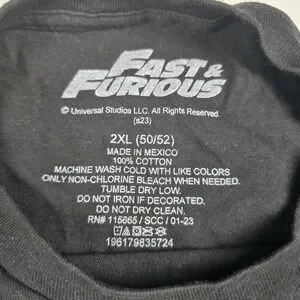 FAST &
FURIOUS
© Universal Studios LLC. All Rights Reserved.
(s23)
2XL (50/52)
MADE IN MEXICO
100% COTTON
MACHINE WASH COLD WITH LIKE COLORS
ONLY NON-CHLORINE BLEACH WHEN NEEDED.
TUMBLE DRY LOW.
DO NOT IRON IF DECORATED.
DO NOT DRY CLEAN.
RN# 115665 / SCC / 01-23
196179835724